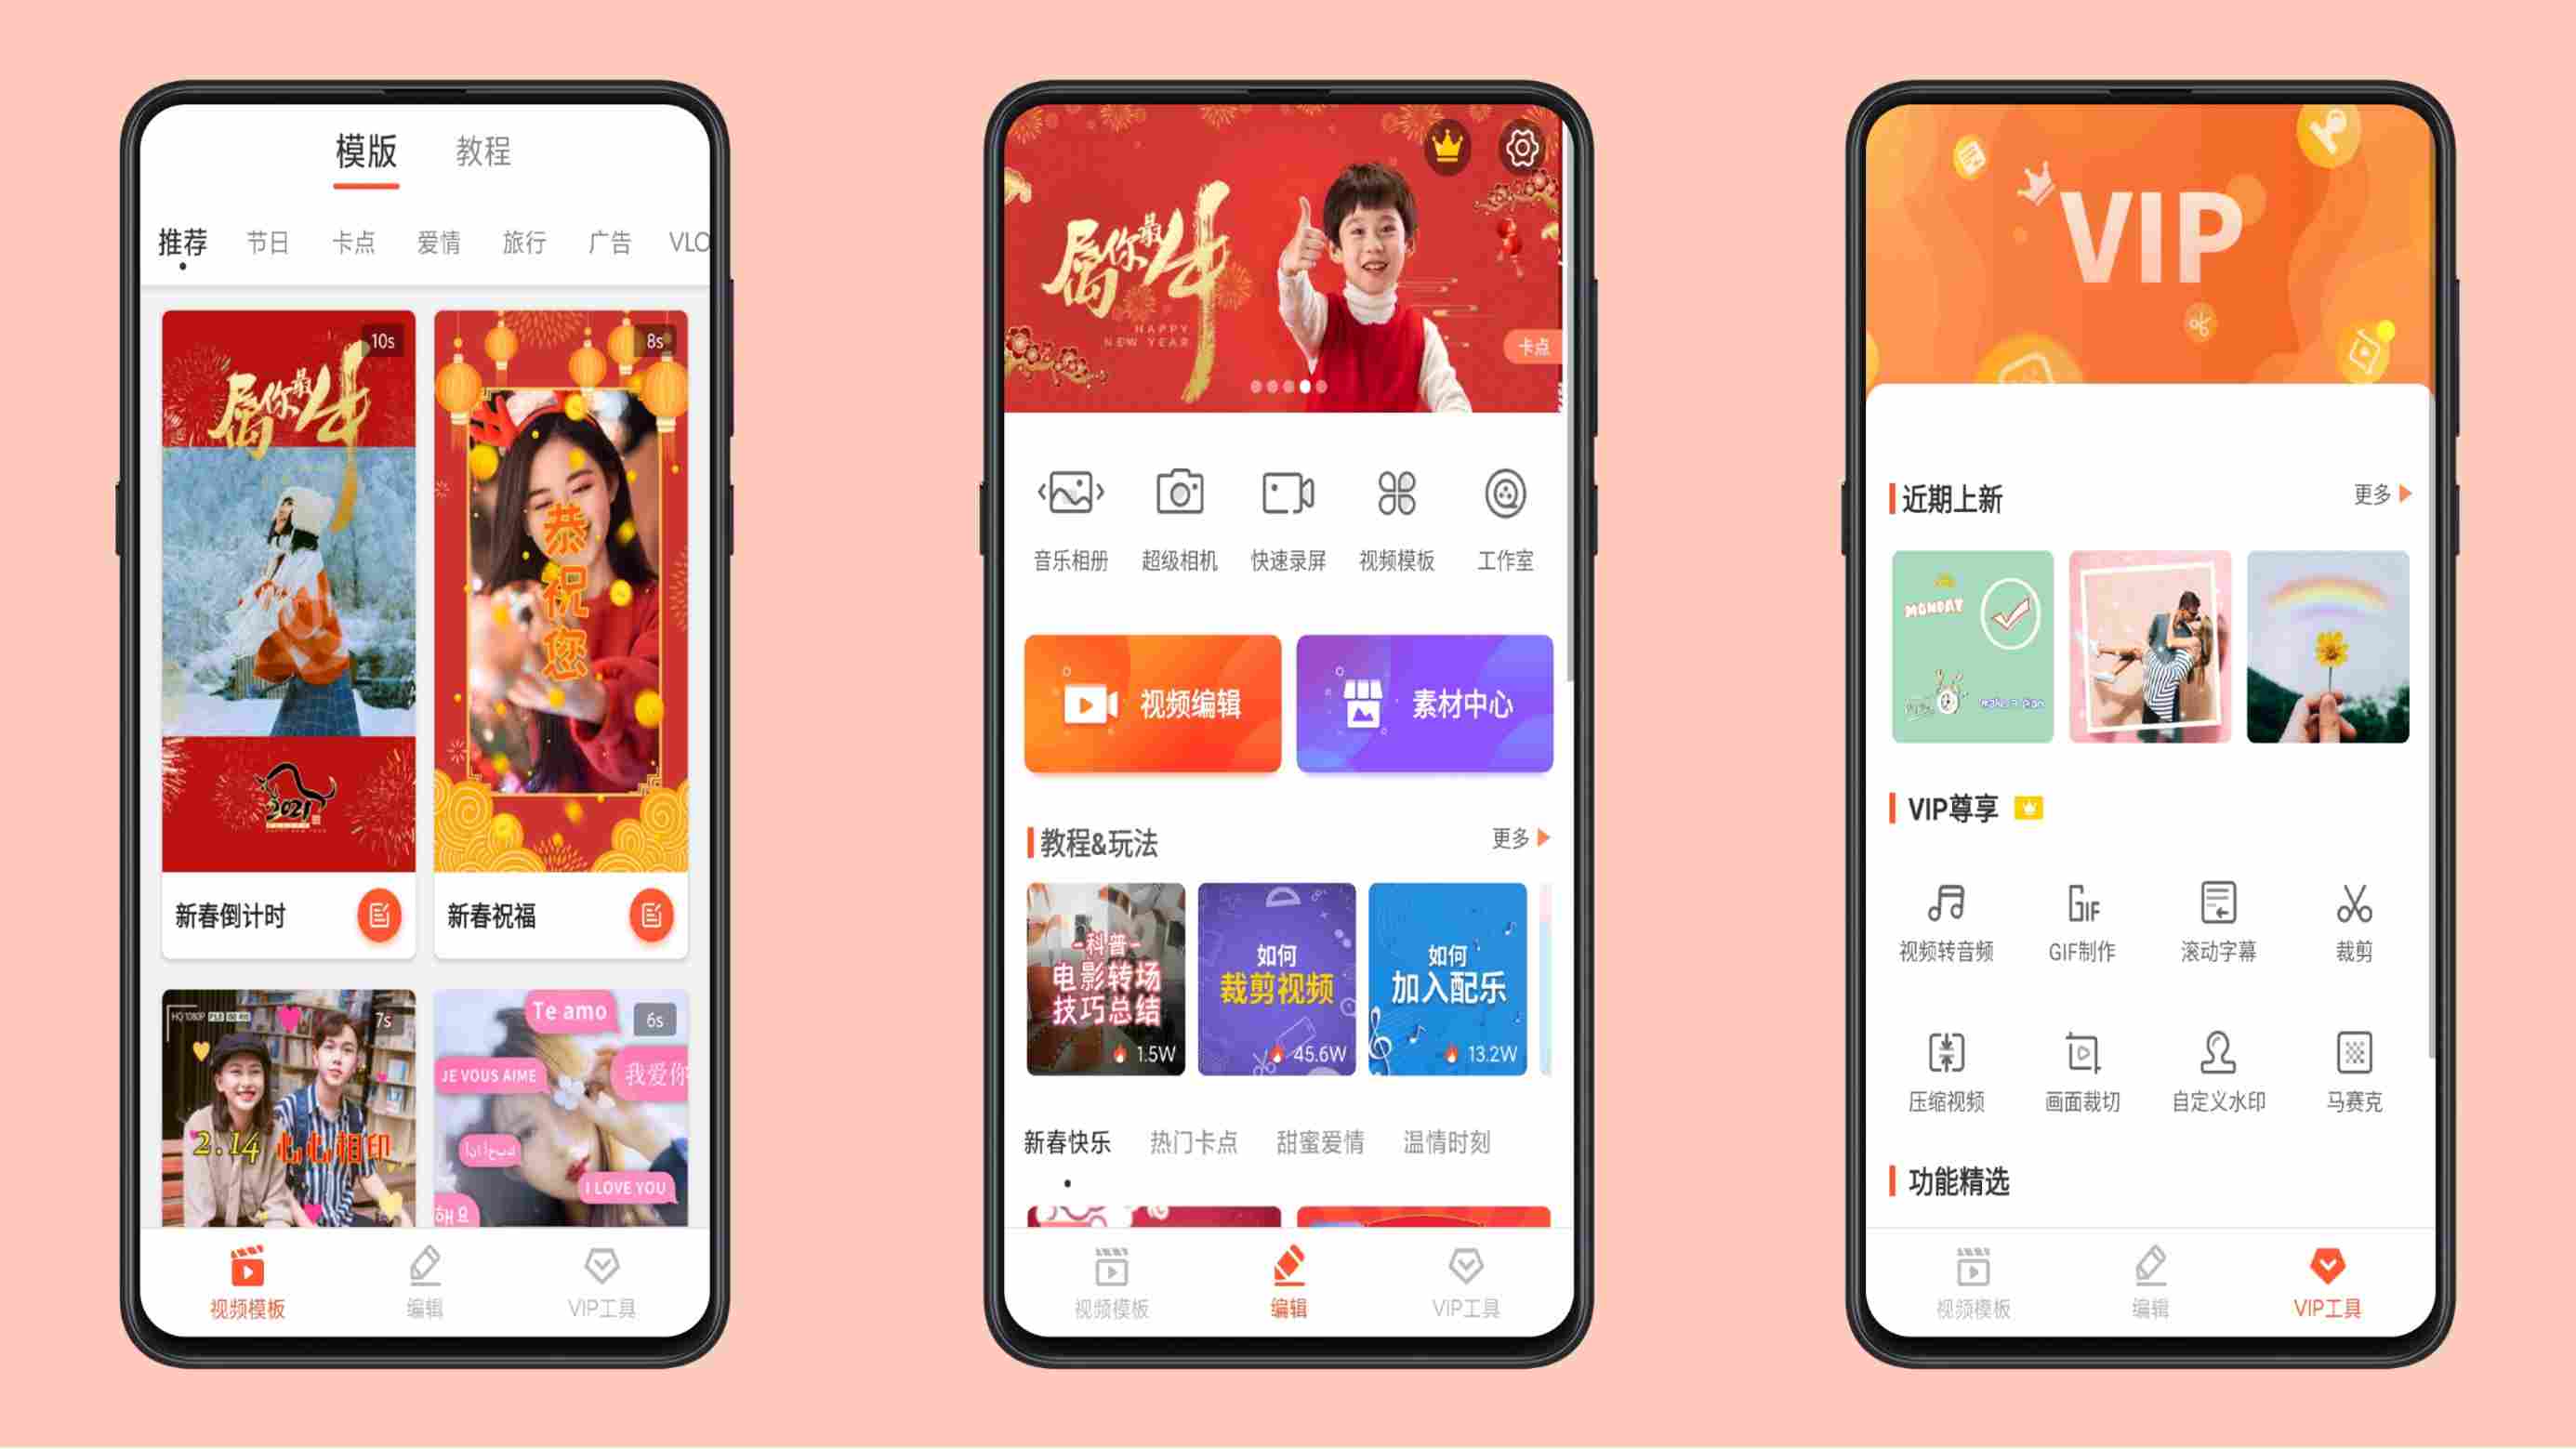 模版 教程
推荐 节日 卡点 爱情 旅行 广告 VLO
10s
属你最牛
2021
新春倒计时
8s
恭祝您
新春祝福
HQ 1080P
7s
2.14 心心相印
6s
Te amo
JE VOUS AIME
我爱你
I LOVE YOU
해요
视频模板 编辑 VIP工具
属你最牛
HAPPY
NEW YEAR
卡点
音乐相册 超级相机 快速录屏 视频模板 工作室
视频编辑 素材中心
教程&玩法 更多
-科普-
电影转场
技巧总结
1.5W
如何
裁剪视频
45.6W
如何
加入配乐
13.2W
新春快乐 热门卡点 甜蜜爱情 温情时刻
视频模板 编辑 VIP工具
VIP
近期上新 更多
MONDAY
make a plan
VIP尊享
视频转音频 GIF制作 滚动字幕 裁剪
压缩视频 画面裁切 自定义水印 马赛克
功能精选
视频模板 编辑 VIP工具